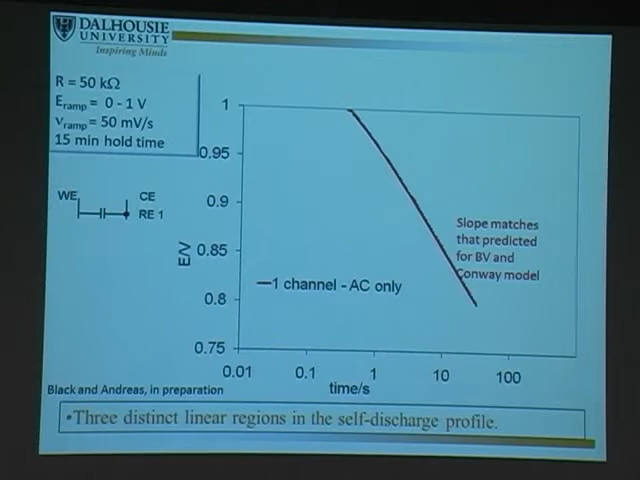 DALHOUSIE
UNIVERSITY
Inspiring Minds
R = 50 kΩ
Eramp = 0 - 1 V
νramp = 50 mV/s
15 min hold time
WE
CE
RE 1
1
0.95
0.9
0.85
0.8
0.75
E/V
Slope matches
that predicted
for BV and
Conway model
1 channel - AC only
0.01
0.1
1
10
100
time/s
Black and Andreas, in preparation
•Three distinct linear regions in the self-discharge profile.